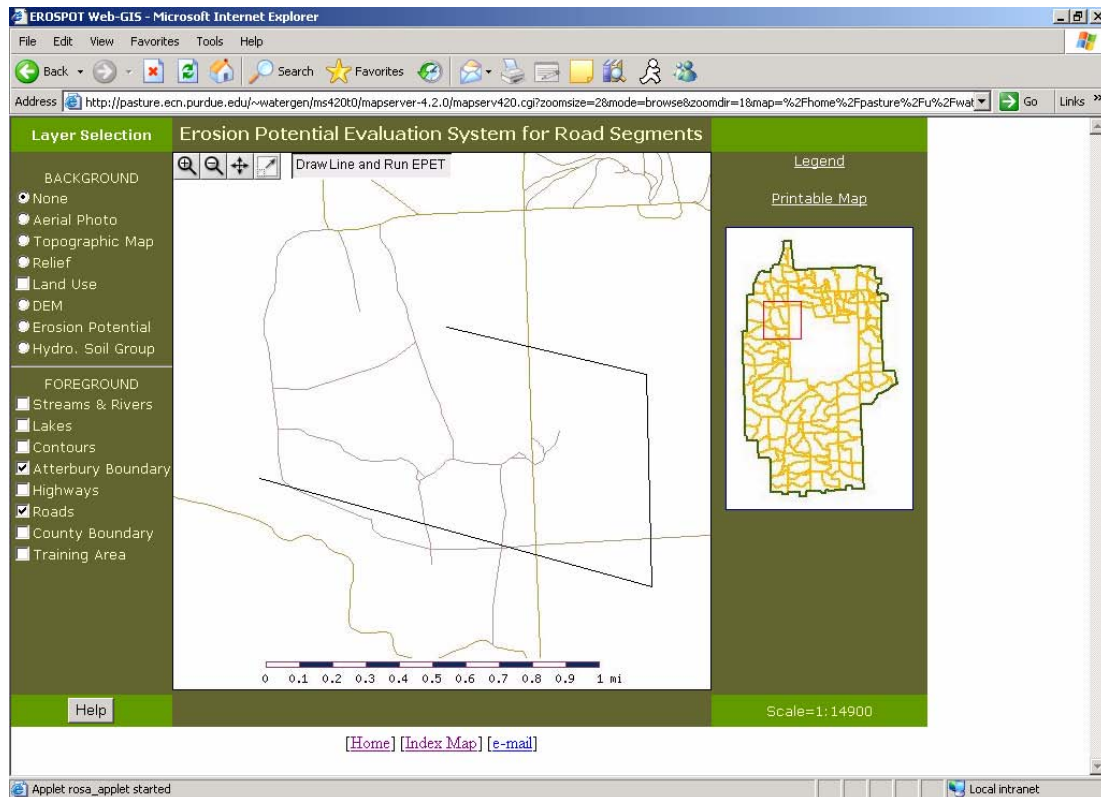 EROSPOT Web-GIS - Microsoft Internet Explorer
File Edit View Favorites Tools Help
Back Search Favorites
Address http://pasture.ecn.purdue.edu/~watergen/ms420t0/mapserver-4.2.0/mapserv420.cgi?zoomsize=2&mode=browse&zoomdir=1&map=%2Fhome%2Fpasture%2Fu%2Fwat Go Links »
Layer Selection
Erosion Potential Evaluation System for Road Segments
Draw Line and Run EPET
Legend
Printable Map
BACKGROUND
None
Aerial Photo
Topographic Map
Relief
Land Use
DEM
Erosion Potential
Hydro. Soil Group
FOREGROUND
Streams & Rivers
Lakes
Contours
Atterbury Boundary
Highways
Roads
County Boundary
Training Area
0 0.1 0.2 0.3 0.4 0.5 0.6 0.7 0.8 0.9 1 mi
Help
Scale=1:14900
[Home] [Index Map] [e-mail]
Applet rosa_applet started
Local intranet